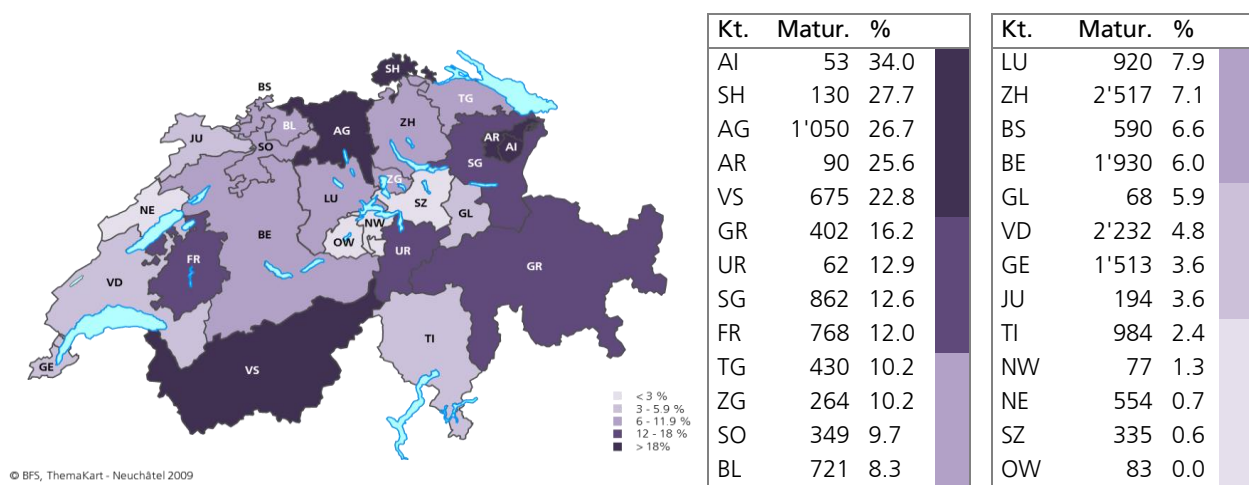 SH
BS
TG
BL
AG
ZH
JU
AR
AI
SO
SG
ZG
LU
SZ
NE
GL
NW
BE
OW
UR
FR
GR
VD
TI
GE
VS
< 3 %
3 - 5.9 %
6 - 11.9 %
12 - 18 %
> 18%
© BFS, ThemaKart - Neuchâtel 2009
Kt. Matur. %
AI 53 34.0
SH 130 27.7
AG 1'050 26.7
AR 90 25.6
VS 675 22.8
GR 402 16.2
UR 62 12.9
SG 862 12.6
FR 768 12.0
TG 430 10.2
ZG 264 10.2
SO 349 9.7
BL 721 8.3
Kt. Matur. %
LU 920 7.9
ZH 2'517 7.1
BS 590 6.6
BE 1'930 6.0
GL 68 5.9
VD 2'232 4.8
GE 1'513 3.6
JU 194 3.6
TI 984 2.4
NW 77 1.3
NE 554 0.7
SZ 335 0.6
OW 83 0.0